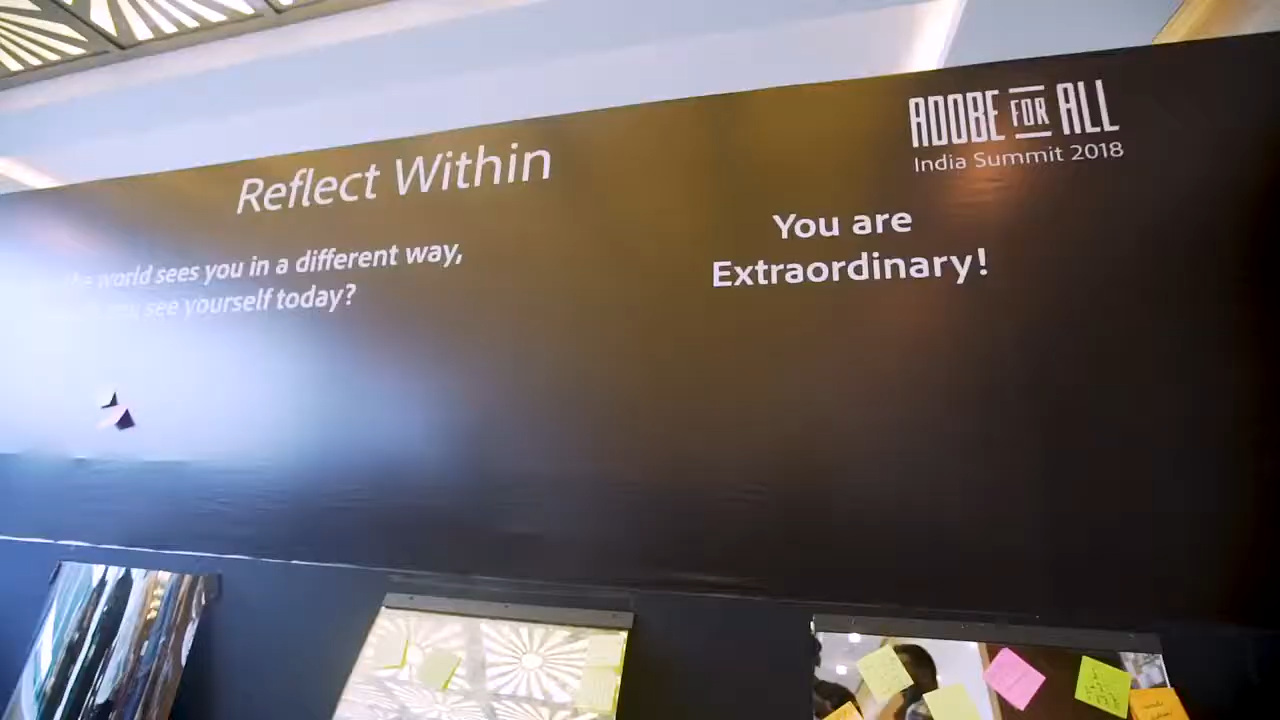 ADOBE FOR ALL
India Summit 2018
Reflect Within
world sees you in a different way,
see yourself today?
You are
Extraordinary!